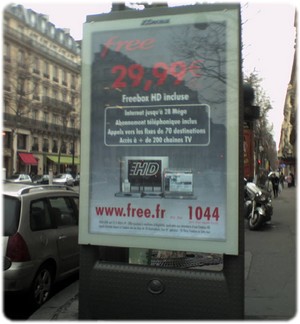 free
29,99€
Freebox HD incluse
Internet jusqu'à 28 Méga
Abonnement téléphonique inclus
Appels vers les fixes de 70 destinations
Accès à + de 200 chaînes TV
HD
www.free.fr 1044